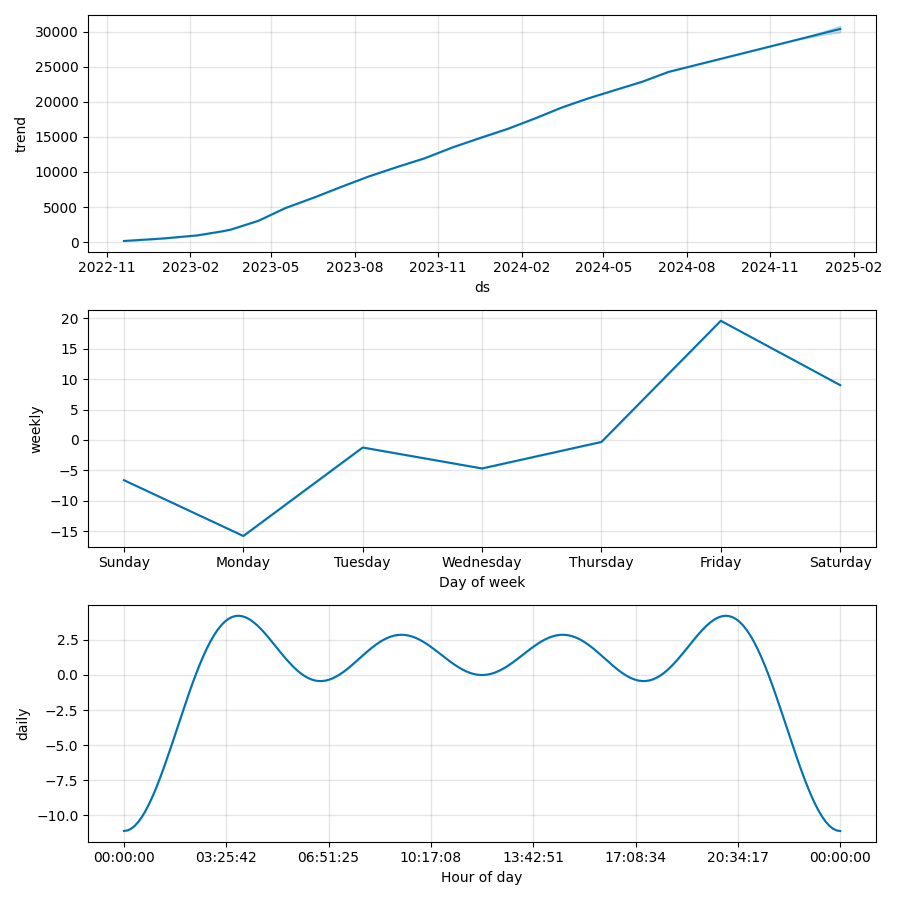 30000
25000
20000
15000
10000
5000
0
trend
2022-11 2023-02 2023-05 2023-08 2023-11 2024-02 2024-05 2024-08 2024-11 2025-02
ds
20
15
10
5
0
−5
−10
−15
weekly
Sunday Monday Tuesday Wednesday Thursday Friday Saturday
Day of week
2.5
0.0
−2.5
−5.0
−7.5
−10.0
daily
00:00:00 03:25:42 06:51:25 10:17:08 13:42:51 17:08:34 20:34:17 00:00:00
Hour of day